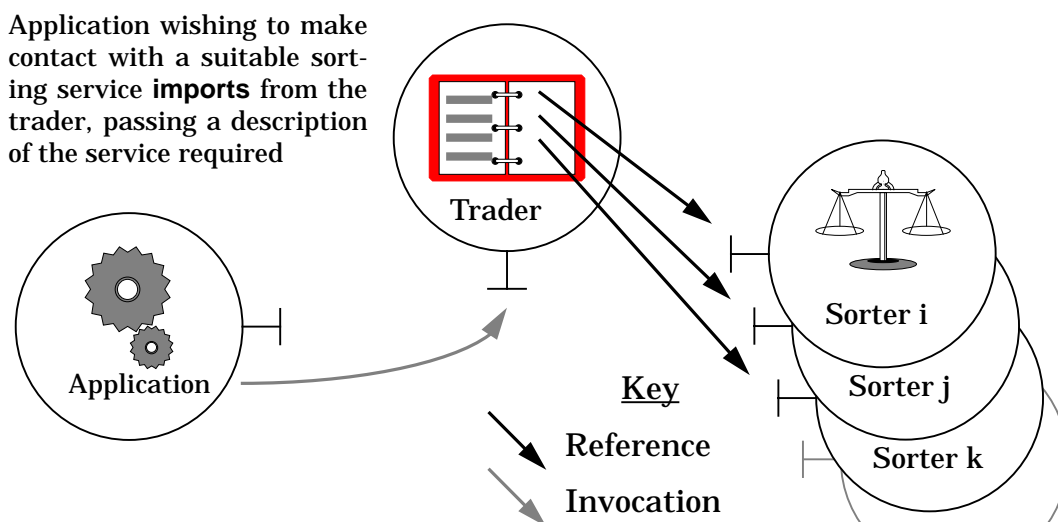 Application wishing to make
contact with a suitable sort-
ing service imports from the
trader, passing a description
of the service required
Trader
Application
Sorter i
Sorter j
Sorter k
Key
Reference
Invocation